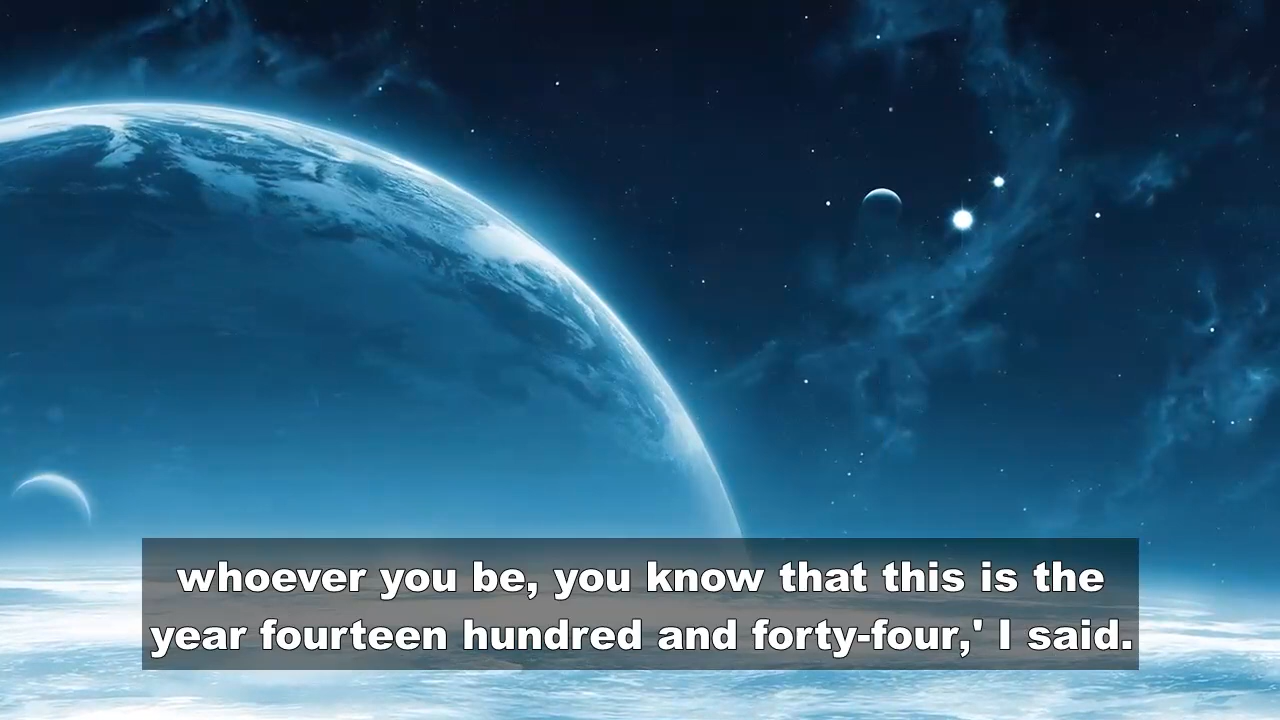 whoever you be, you know that this is the
year fourteen hundred and forty-four,' I said.